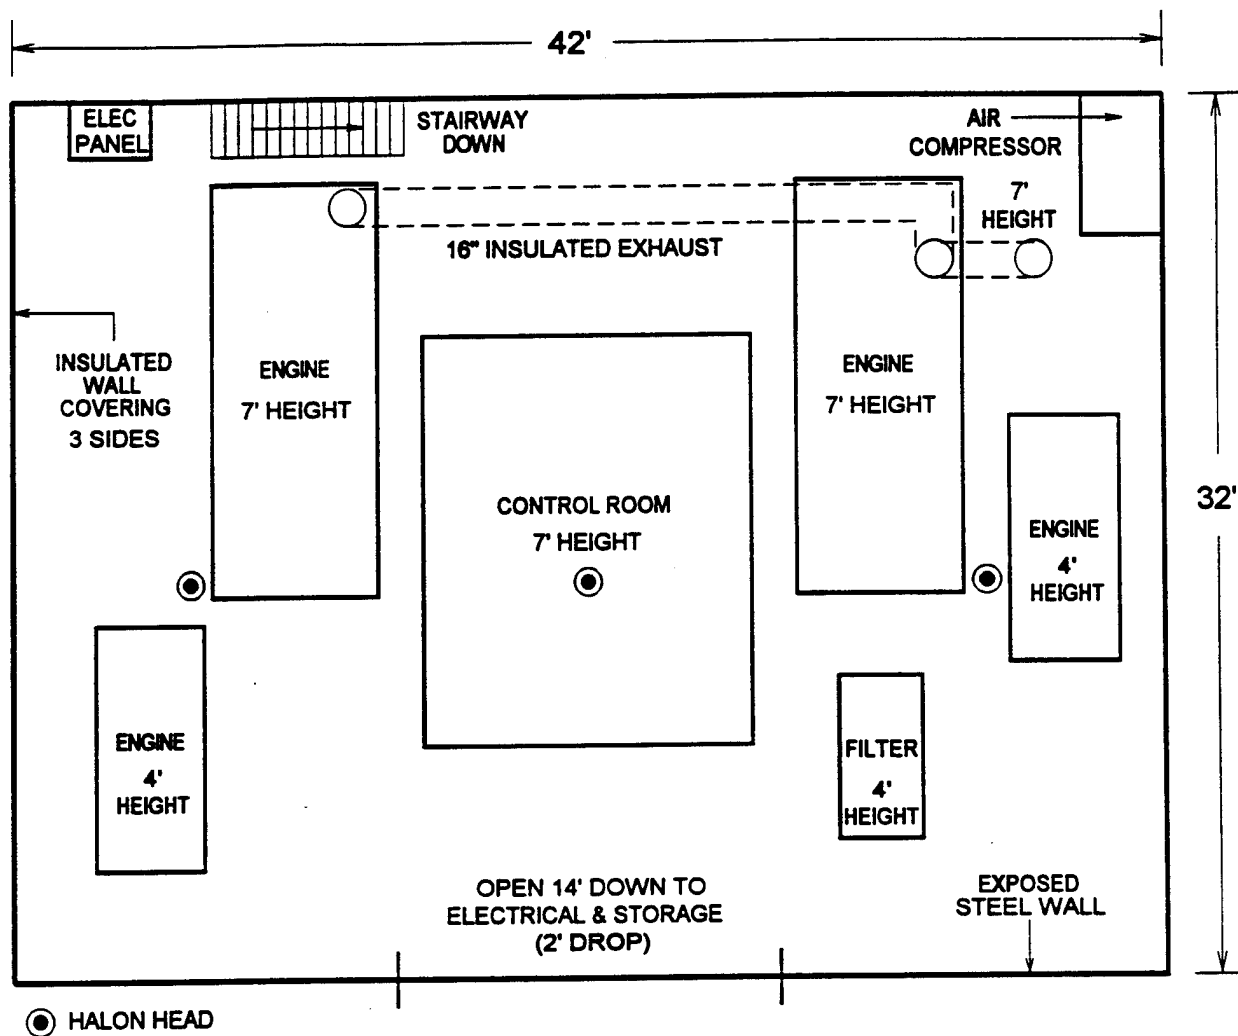 42'
ELEC
PANEL
STAIRWAY
DOWN
AIR
COMPRESSOR
7'
HEIGHT
16" INSULATED EXHAUST
INSULATED
WALL
COVERING
3 SIDES
ENGINE
7' HEIGHT
ENGINE
7' HEIGHT
CONTROL ROOM
7' HEIGHT
ENGINE
4'
HEIGHT
32'
ENGINE
4'
HEIGHT
FILTER
4'
HEIGHT
OPEN 14' DOWN TO
ELECTRICAL & STORAGE
(2' DROP)
EXPOSED
STEEL WALL
HALON HEAD